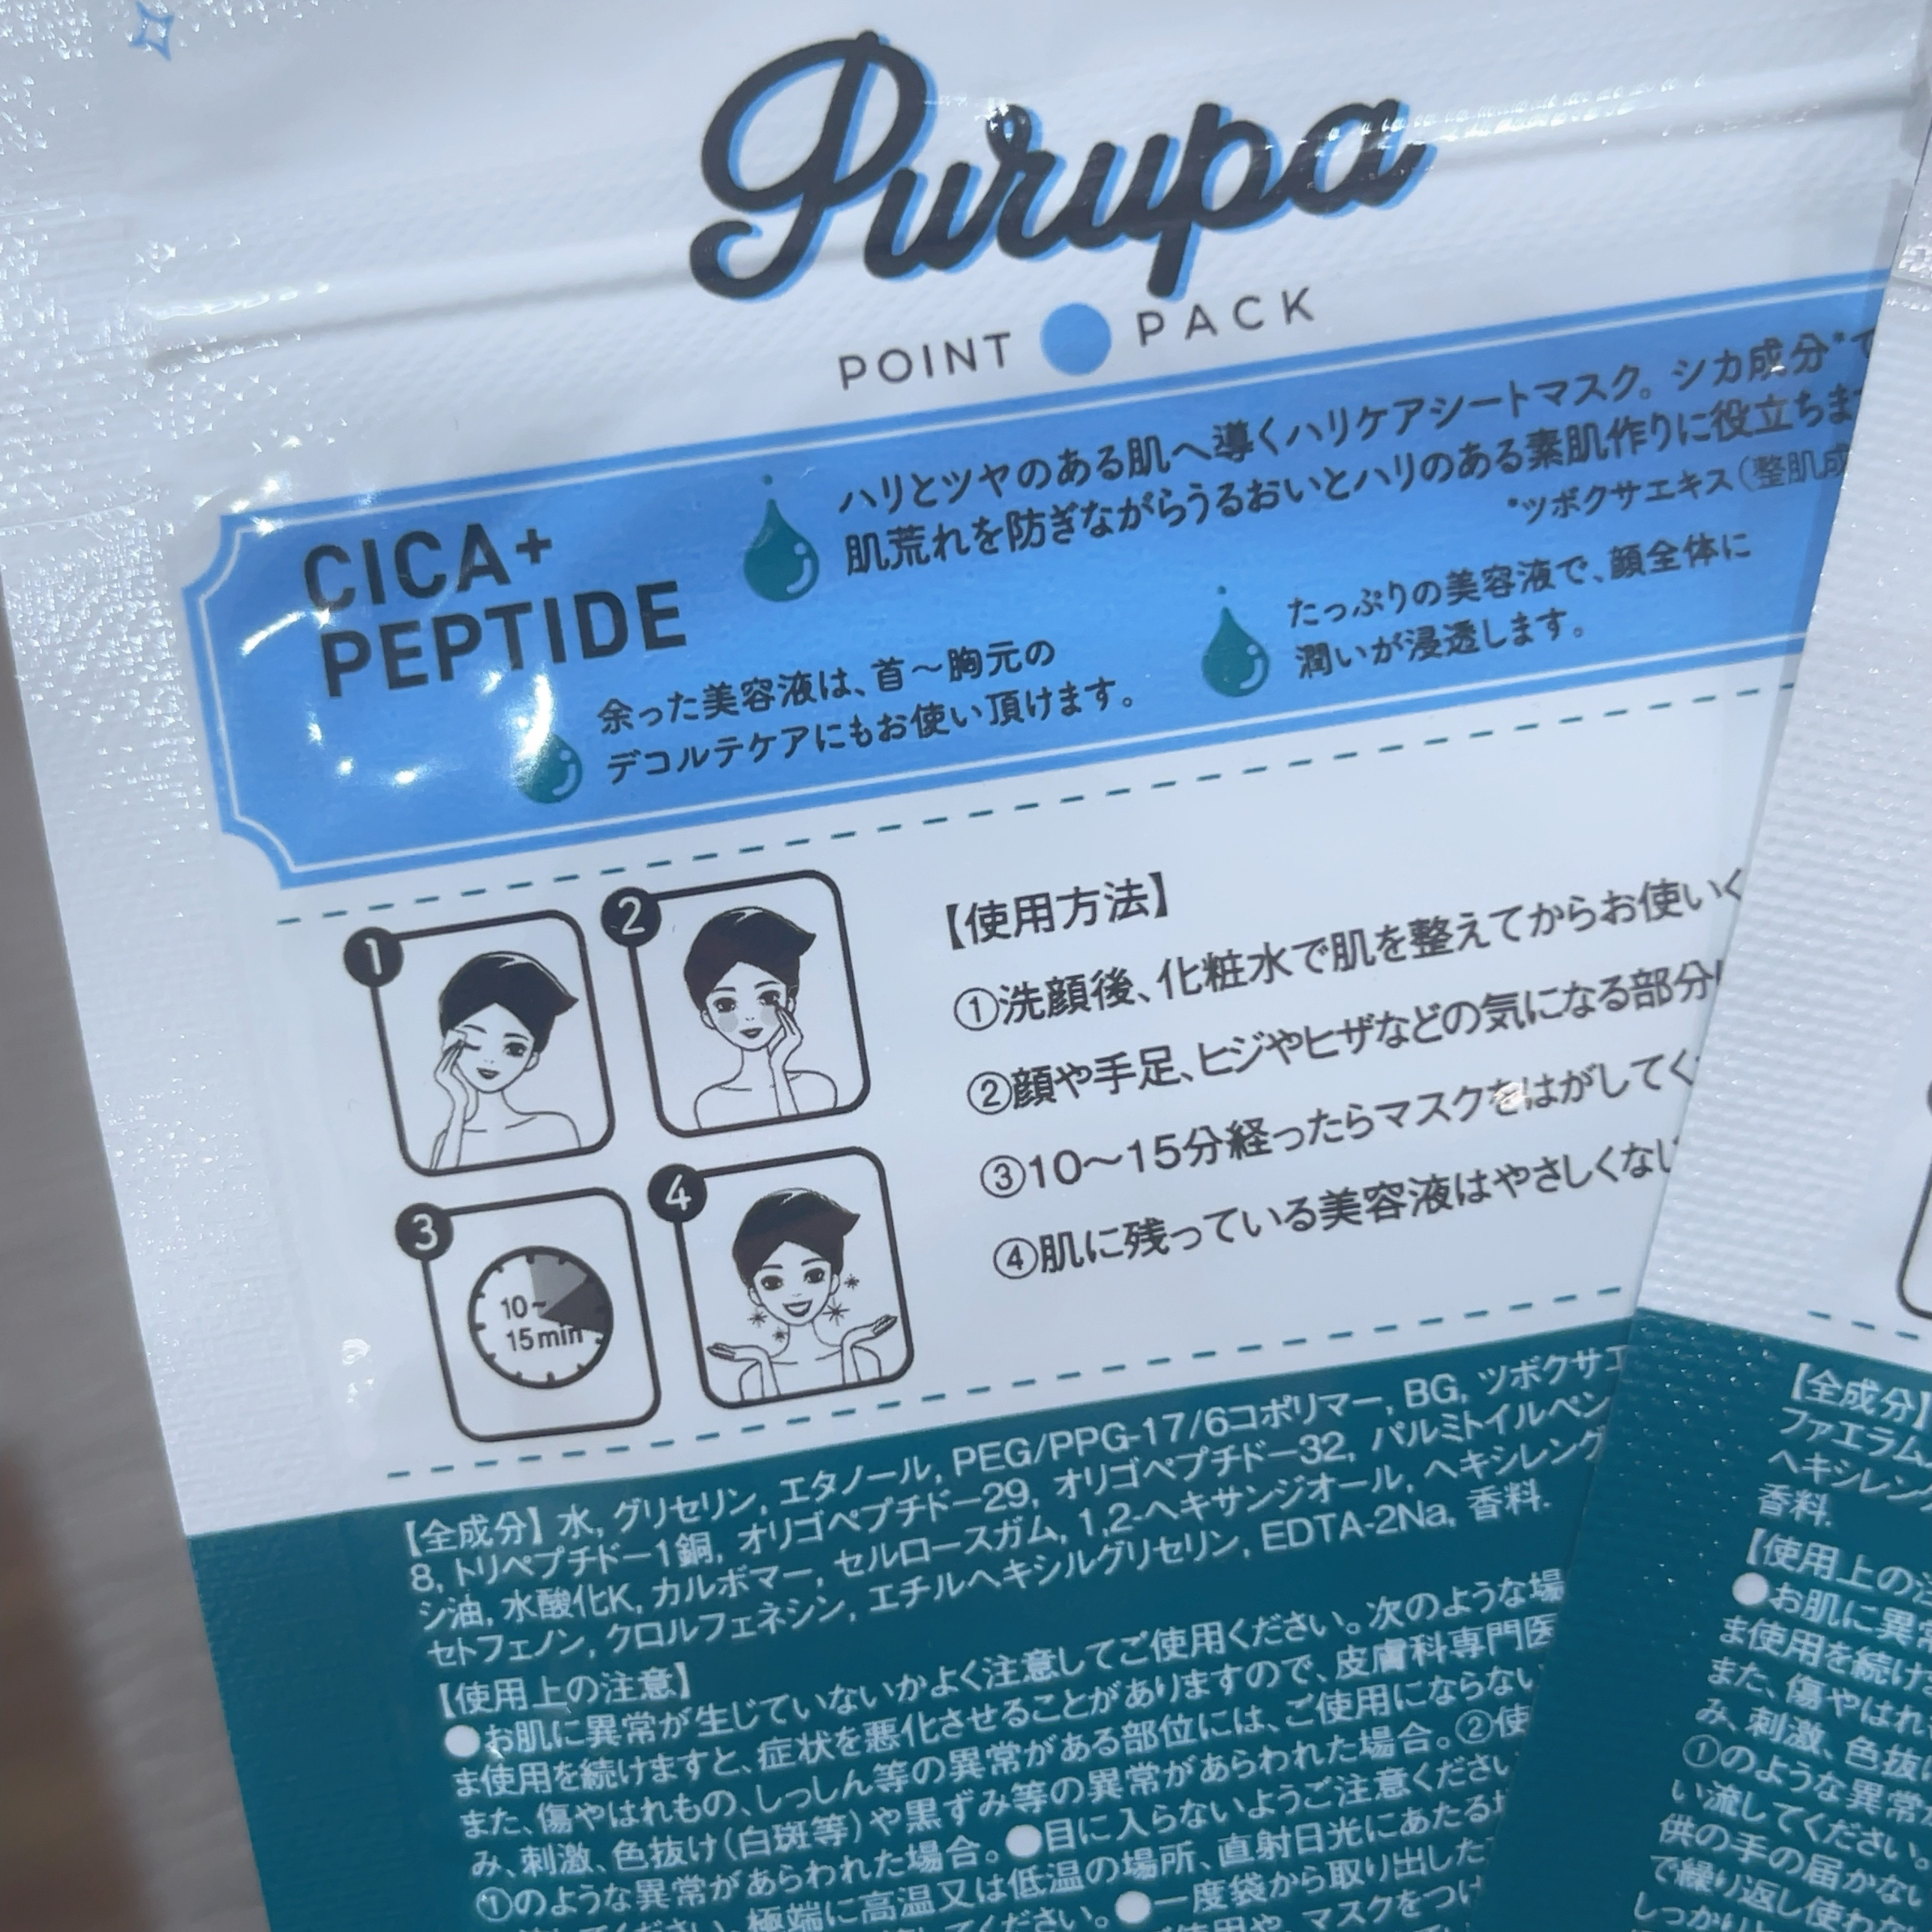 Purupa
POINT PACK
CICA+
PEPTIDE
ハリとツヤのある肌へ導くハリケアシートマスク。シカ成分*で
肌荒れを防ぎながらうるおいとハリのある素肌作りに役立ちま
*ツボクサエキス(整肌成
たっぷりの美容液で、顔全体に
潤いが浸透します。
余った美容液は、首〜胸元の
デコルテケアにもお使い頂けます。
1
2
3
10~
15min
4
【使用方法】
①洗顔後、化粧水で肌を整えてからお使いく
②顔や手足、ヒジやヒザなどの気になる部分
③10〜15分経ったらマスクをはがしてく
④肌に残っている美容液はやさしくな
【全成分】水, グリセリン, エタノール, PEG/PPG-17/6コポリマー, BG, ツボクサエ
8, トリペプチドー1銅, オリゴペプチドー29, オリゴペプチドー32, パルミトイルペン
シ油, 水酸化K, カルボマー, セルロースガム, 1,2-ヘキサンジオール, ヘキシレング
セトフェノン, クロルフェネシン, エチルヘキシルグリセリン, EDTA-2Na, 香料.
【使用上の注意】
●お肌に異常が生じていないかよく注意してご使用ください。次のような場
ま使用を続けますと、症状を悪化させることがありますので、皮膚科専門医
また、傷やはれもの、しっしん等の異常がある部位には、ご使用にならない
み、刺激、色抜け(白斑等)や黒ずみ等の異常があらわれた場合。②使
①のような異常があらわれた場合。●目に入らないようご注意くださ
極端に高温又は低温の場所、直射日光にあたる
ください。●一度袋から取り出した
マスクをつけ
【全成分】
ファエラム
ヘキシレン
香料.
【使用上の
●お肌に異
ま使用を続け
また、傷やはれ
み、刺激、色抜
①のような異常
い流してください。
供の手の届かな
で繰り返し使わ
しっかり